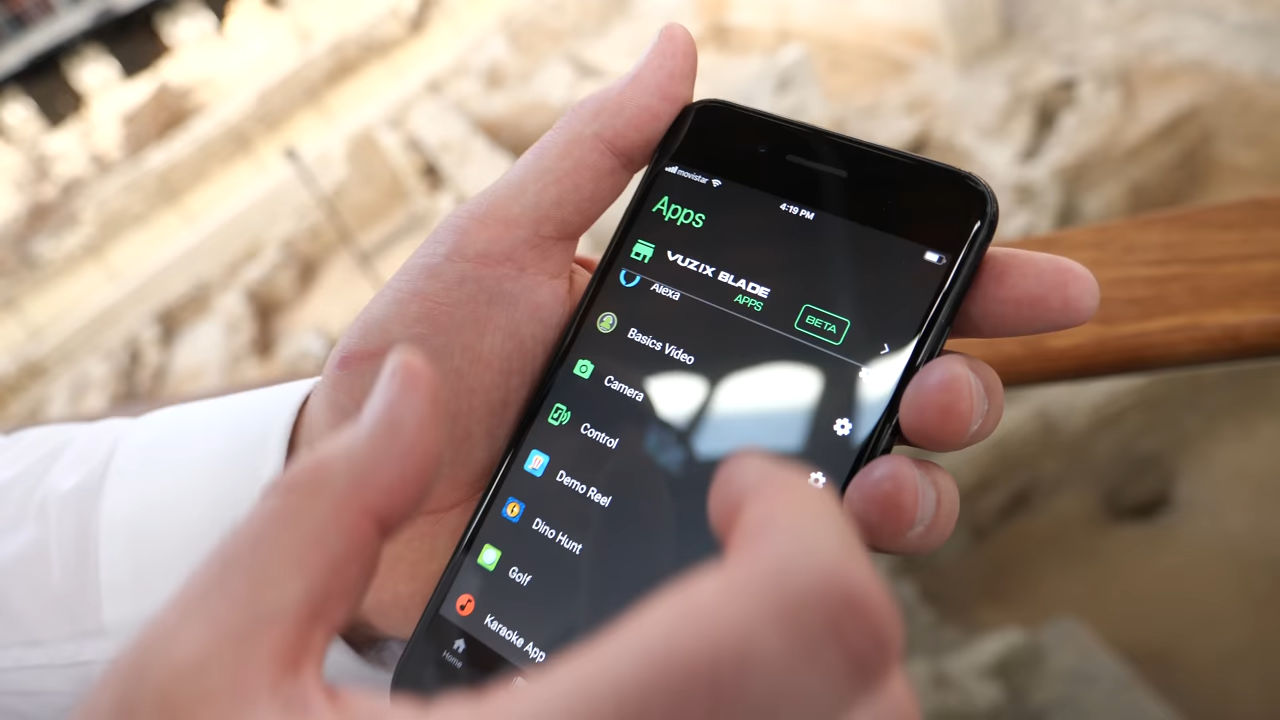 movistar
4:19 PM
Apps
VUZIX BLADE
APPS
BETA
Alexa
Basics Video
Camera
Control
Demo Reel
Dino Hunt
Golf
Karaoke App
Home